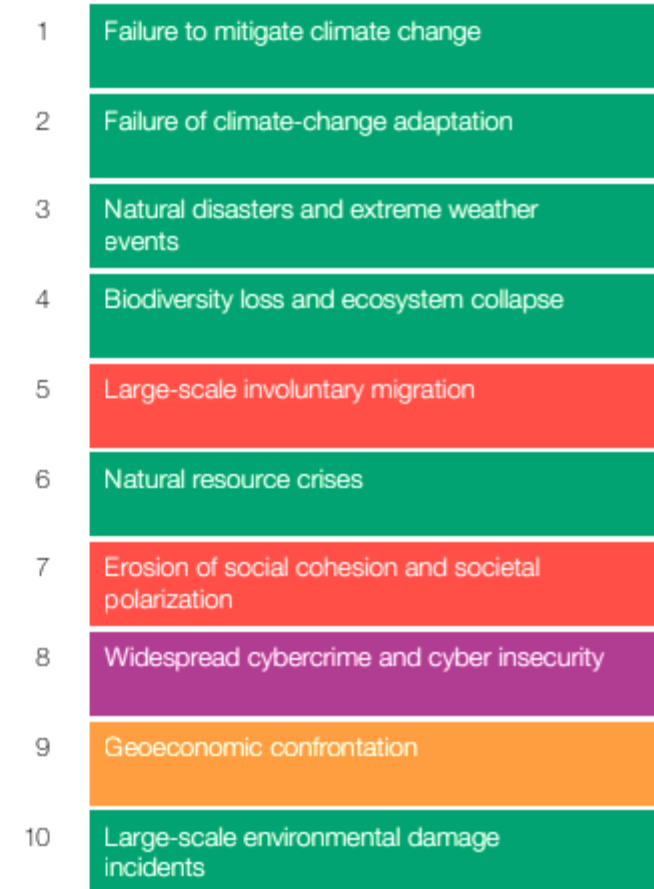 1 Failure to mitigate climate change
2 Failure of climate-change adaptation
3 Natural disasters and extreme weather
events
4 Biodiversity loss and ecosystem collapse
5 Large-scale involuntary migration
6 Natural resource crises
7 Erosion of social cohesion and societal
polarization
8 Widespread cybercrime and cyber insecurity
9 Geoeconomic confrontation
10 Large-scale environmental damage
incidents